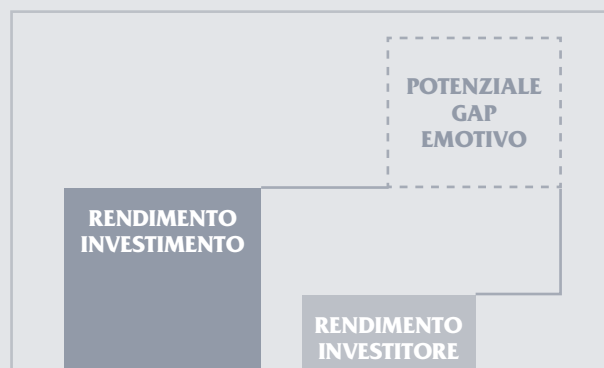 POTENZIALE
GAP
EMOTIVO
RENDIMENTO
INVESTIMENTO
RENDIMENTO
INVESTITORE